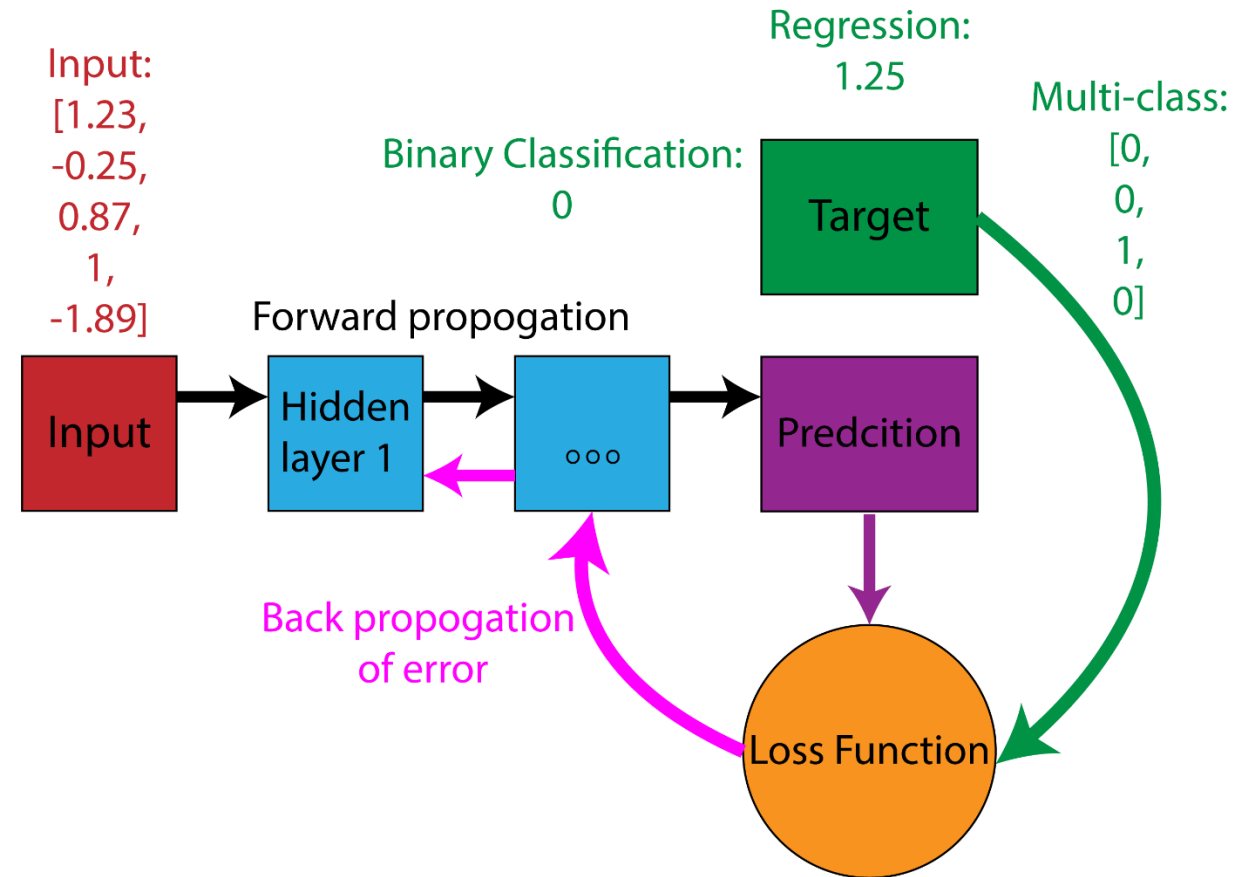 Regression:
1.25
Input:
[1.23,
-0.25,
0.87,
1,
-1.89]
Multi-class:
[0,
0,
1,
0]
Binary Classification:
0
Target
Forward propogation
Input
Hidden
layer 1
ooo
Predcition
Back propogation
of error
Loss Function